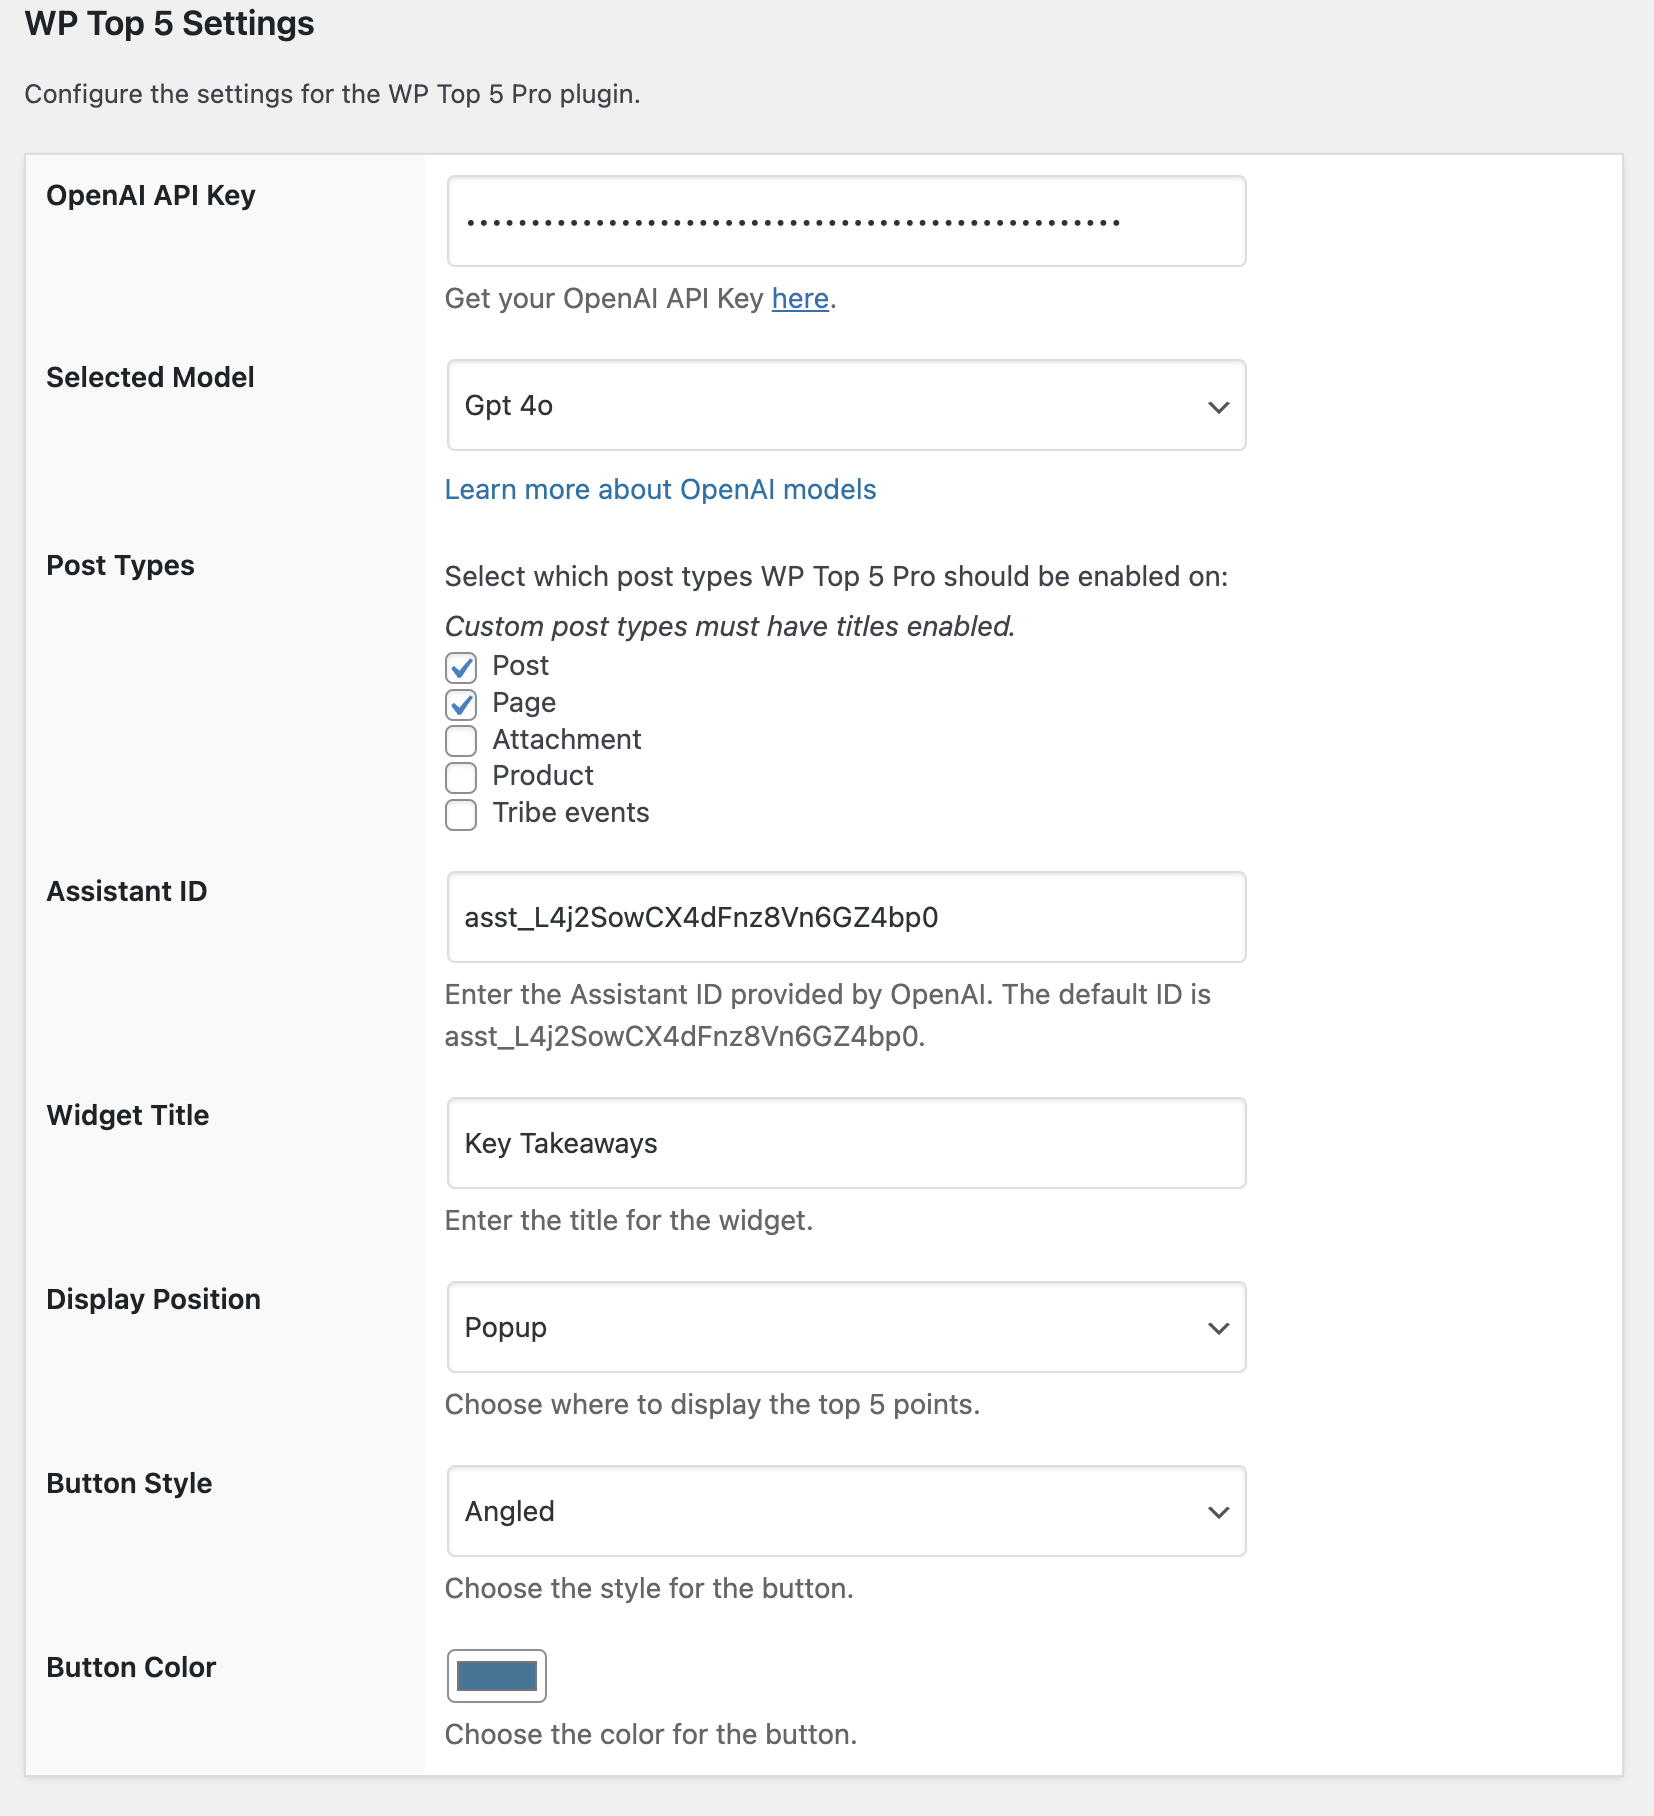 WP Top 5 Settings
Configure the settings for the WP Top 5 Pro plugin.
OpenAI API Key
Get your OpenAI API Key here.
Selected Model
Gpt 4o
Learn more about OpenAI models
Post Types
Select which post types WP Top 5 Pro should be enabled on:
Custom post types must have titles enabled.
Post
Page
Attachment
Product
Tribe events
Assistant ID
asst_L4j2SowCX4dFnz8Vn6GZ4bp0
Enter the Assistant ID provided by OpenAI. The default ID is
asst_L4j2SowCX4dFnz8Vn6GZ4bp0.
Widget Title
Key Takeaways
Enter the title for the widget.
Display Position
Popup
Choose where to display the top 5 points.
Button Style
Angled
Choose the style for the button.
Button Color
Choose the color for the button.